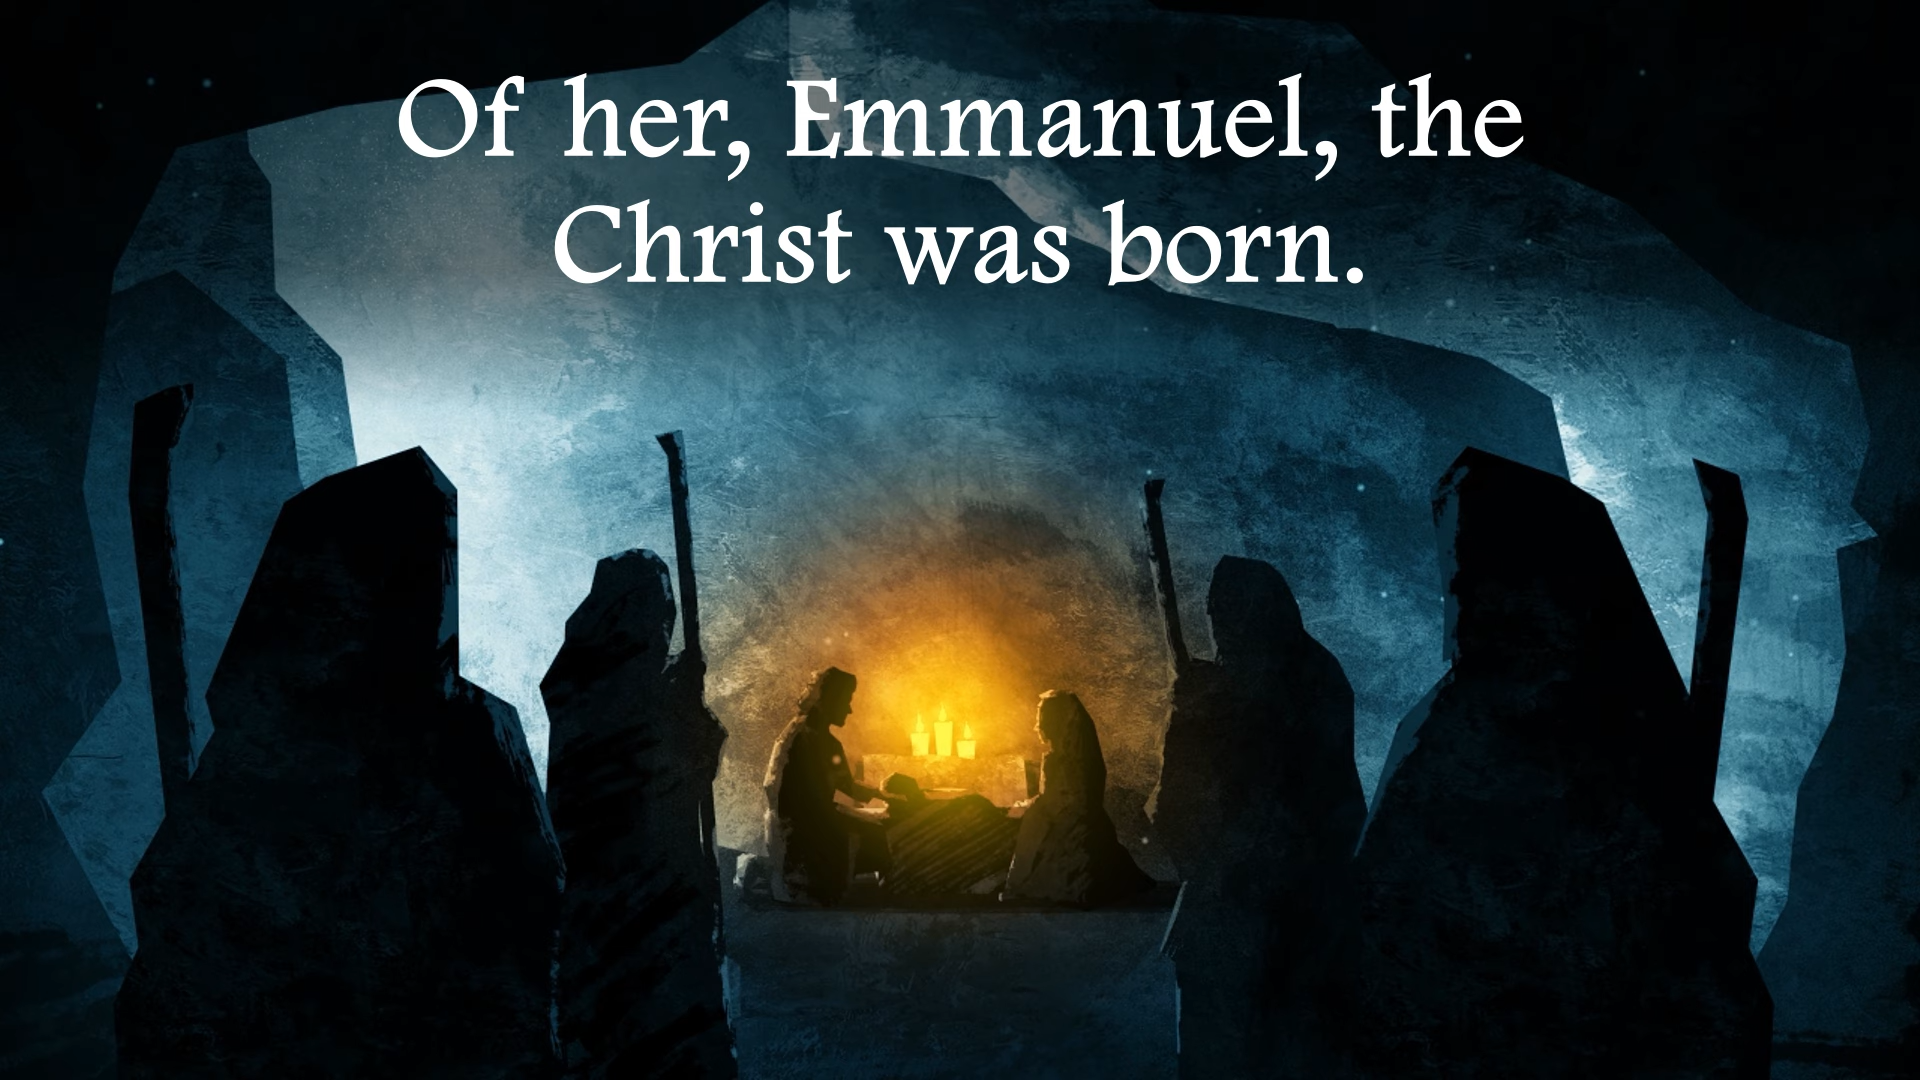 Of her, Emmanuel, the
Christ was born.